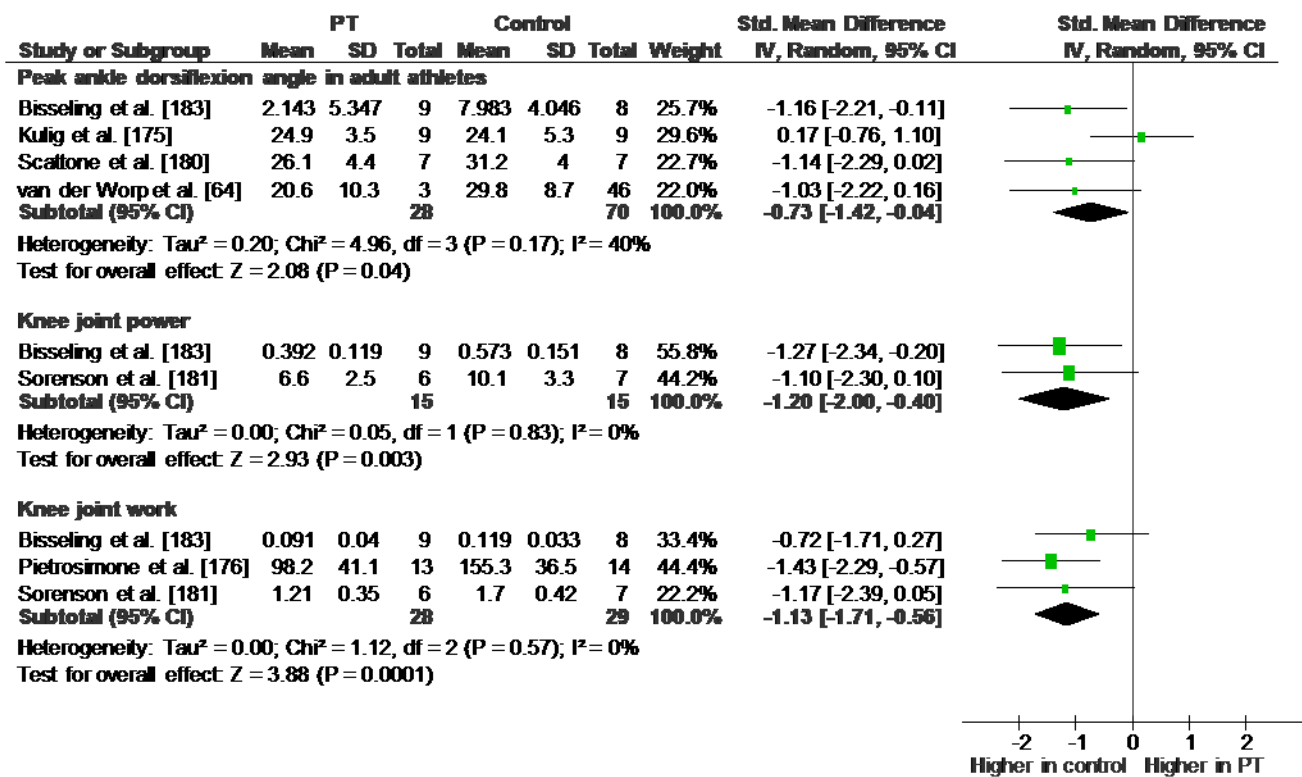 PT Control Std. Mean Difference Std. Mean Difference
Study or Subgroup Mean SD Total Mean SD Total Weight IV, Random, 95% CI IV, Random, 95% CI
Peak ankle dorsiflexion angle in adult athletes
Bisseling et al. [183] 2.143 5.347 9 7.983 4.046 8 25.7% -1.16 [-2.21, -0.11]
Kulig et al. [175] 24.9 3.5 9 24.1 5.3 9 29.6% 0.17 [-0.76, 1.10]
Scattone et al. [180] 26.1 4.4 7 31.2 4 7 22.7% -1.14 [-2.29, 0.02]
van der Worp et al. [64] 20.6 10.3 3 29.8 8.7 46 22.0% -1.03 [-2.22, 0.16]
Subtotal (95% CI) 28 70 100.0% -0.73 [-1.42, -0.04]
Heterogeneity: Tau² = 0.20; Chi² = 4.96, df = 3 (P = 0.17); I² = 40%
Test for overall effect: Z = 2.08 (P = 0.04)
Knee joint power
Bisseling et al. [183] 0.392 0.119 9 0.573 0.151 8 55.8% -1.27 [-2.34, -0.20]
Sorenson et al. [181] 6.6 2.5 6 10.1 3.3 7 44.2% -1.10 [-2.30, 0.10]
Subtotal (95% CI) 15 15 100.0% -1.20 [-2.00, -0.40]
Heterogeneity: Tau² = 0.00; Chi² = 0.05, df = 1 (P = 0.83); I² = 0%
Test for overall effect: Z = 2.93 (P = 0.003)
Knee joint work
Bisseling et al. [183] 0.091 0.04 9 0.119 0.033 8 33.4% -0.72 [-1.71, 0.27]
Pietrosimone et al. [176] 98.2 41.1 13 155.3 36.5 14 44.4% -1.43 [-2.29, -0.57]
Sorenson et al. [181] 1.21 0.35 6 1.7 0.42 7 22.2% -1.17 [-2.39, 0.05]
Subtotal (95% CI) 28 29 100.0% -1.13 [-1.71, -0.56]
Heterogeneity: Tau² = 0.00; Chi² = 1.12, df = 2 (P = 0.57); I² = 0%
Test for overall effect: Z = 3.88 (P = 0.0001)
-2 -1 0 1 2
Higher in control Higher in PT